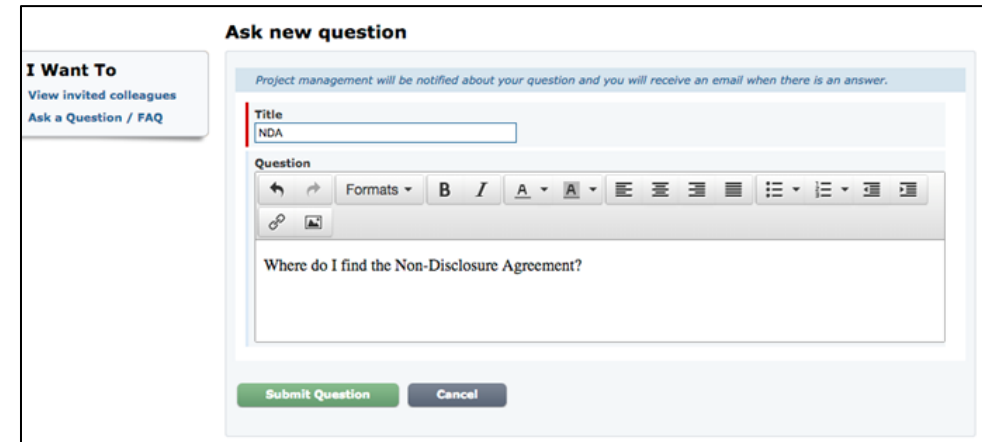 Ask new question
I Want To
View invited colleagues
Ask a Question / FAQ
Project management will be notified about your question and you will receive an email when there is an answer.
Title
NDA
Question
Formats
B I A A
Where do I find the Non-Disclosure Agreement?
Submit Question Cancel